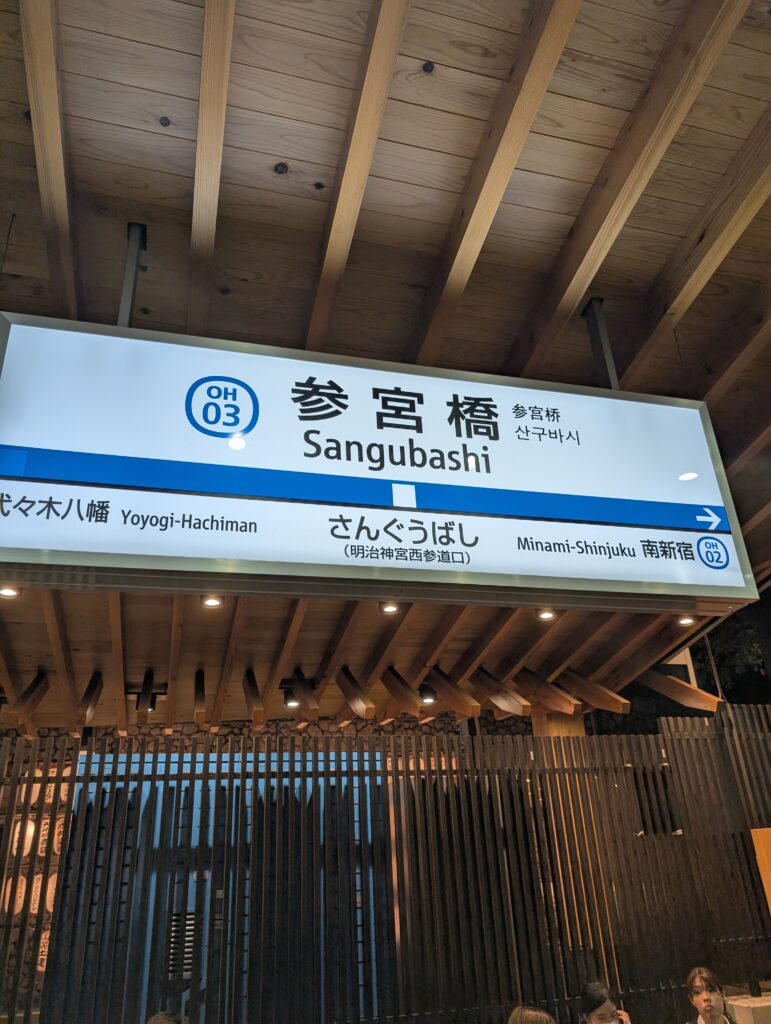 OH
03
参宮橋
Sangubashi
参宫桥
산구바시
代々木八幡 Yoyogi-Hachiman
さんぐうばし
(明治神宮西参道口)
Minami-Shinjuku 南新宿
OH
02